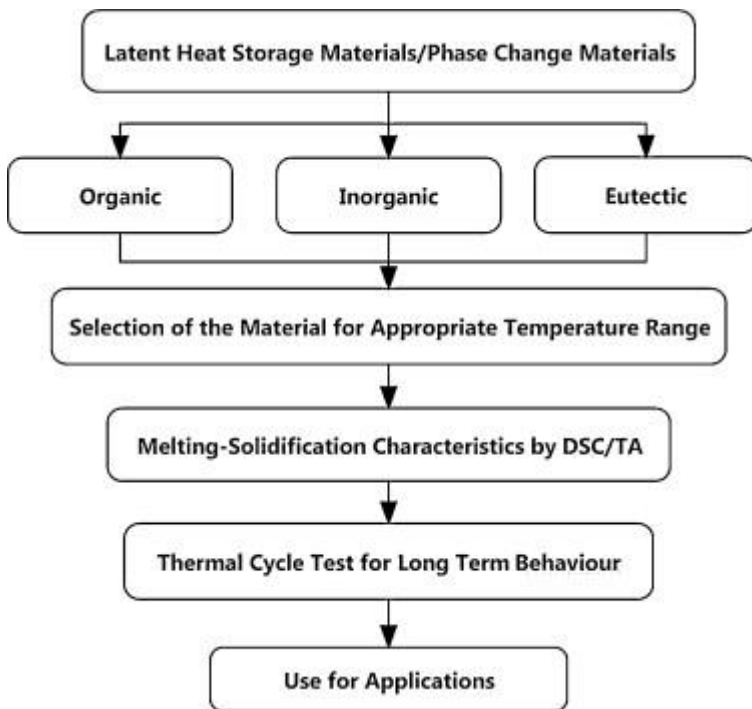 Latent Heat Storage Materials/Phase Change Materials
Organic
Inorganic
Eutectic
Selection of the Material for Appropriate Temperature Range
Melting-Solidification Characteristics by DSC/TA
Thermal Cycle Test for Long Term Behaviour
Use for Applications